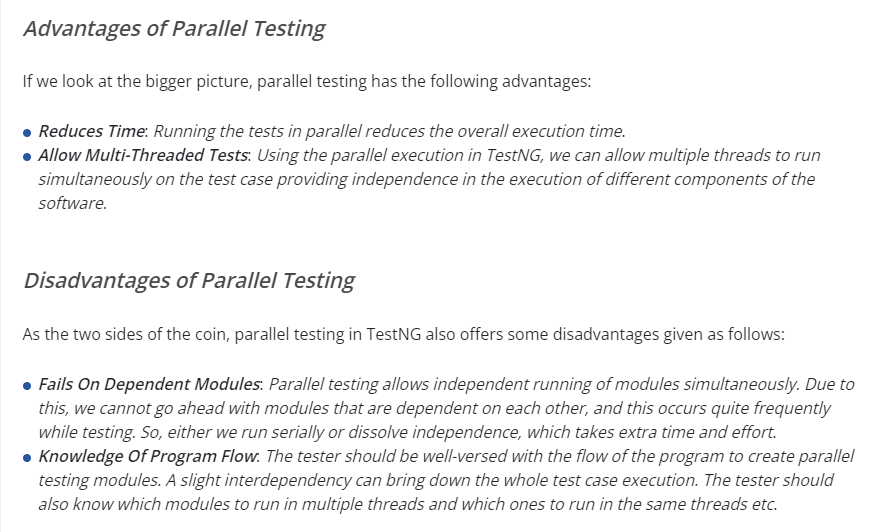 Advantages of Parallel Testing
If we look at the bigger picture, parallel testing has the following advantages:
Reduces Time: Running the tests in parallel reduces the overall execution time.
Allow Multi-Threaded Tests: Using the parallel execution in TestNG, we can allow multiple threads to run
simultaneously on the test case providing independence in the execution of different components of the
software.
Disadvantages of Parallel Testing
As the two sides of the coin, parallel testing in TestNG also offers some disadvantages given as follows:
Fails On Dependent Modules: Parallel testing allows independent running of modules simultaneously. Due to
this, we cannot go ahead with modules that are dependent on each other, and this occurs quite frequently
while testing. So, either we run serially or dissolve independence, which takes extra time and effort.
Knowledge Of Program Flow: The tester should be well-versed with the flow of the program to create parallel
testing modules. A slight interdependency can bring down the whole test case execution. The tester should
also know which modules to run in multiple threads and which ones to run in the same threads etc.